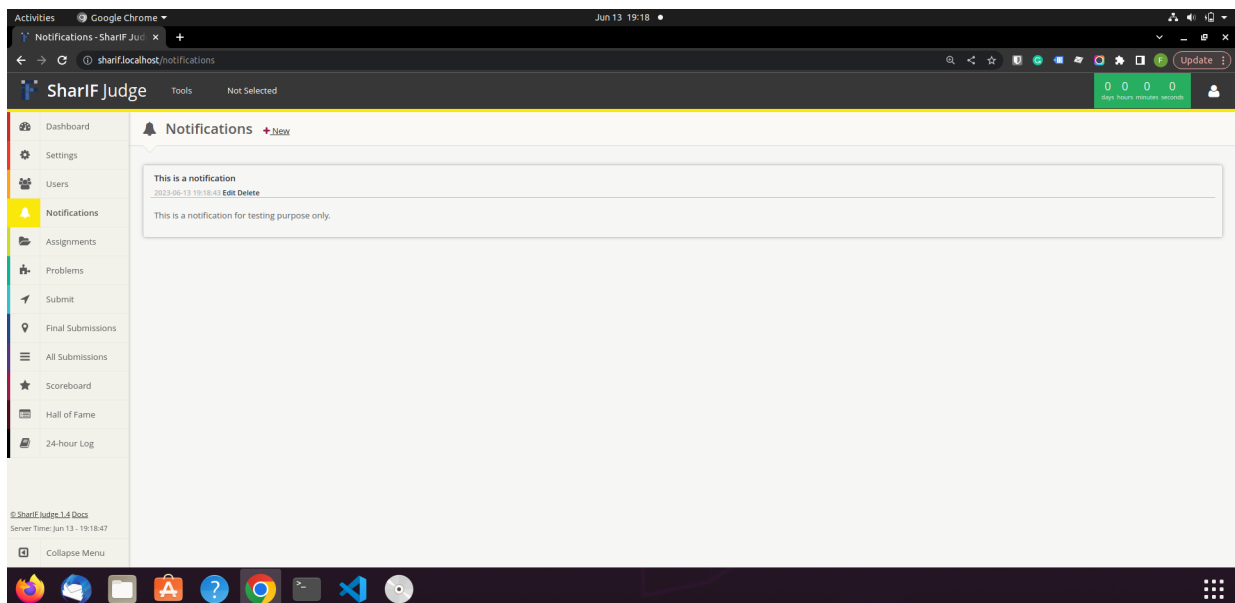 Activities Google Chrome Jun 13 19:18
Notifications - SharIF Jud
sharif.localhost/notifications Update
SharIF Judge Tools Not Selected 0 0 0 0
days hours minutes seconds
Dashboard
Notifications New
Settings
This is a notification
2023-06-13 19:18:43 Edit Delete
This is a notification for testing purpose only.
Users
Notifications
Assignments
Problems
Submit
Final Submissions
All Submissions
Scoreboard
Hall of Fame
24-hour Log
© SharIF Judge 1.4 Docs
Server Time: Jun 13 - 19:18:47
Collapse Menu